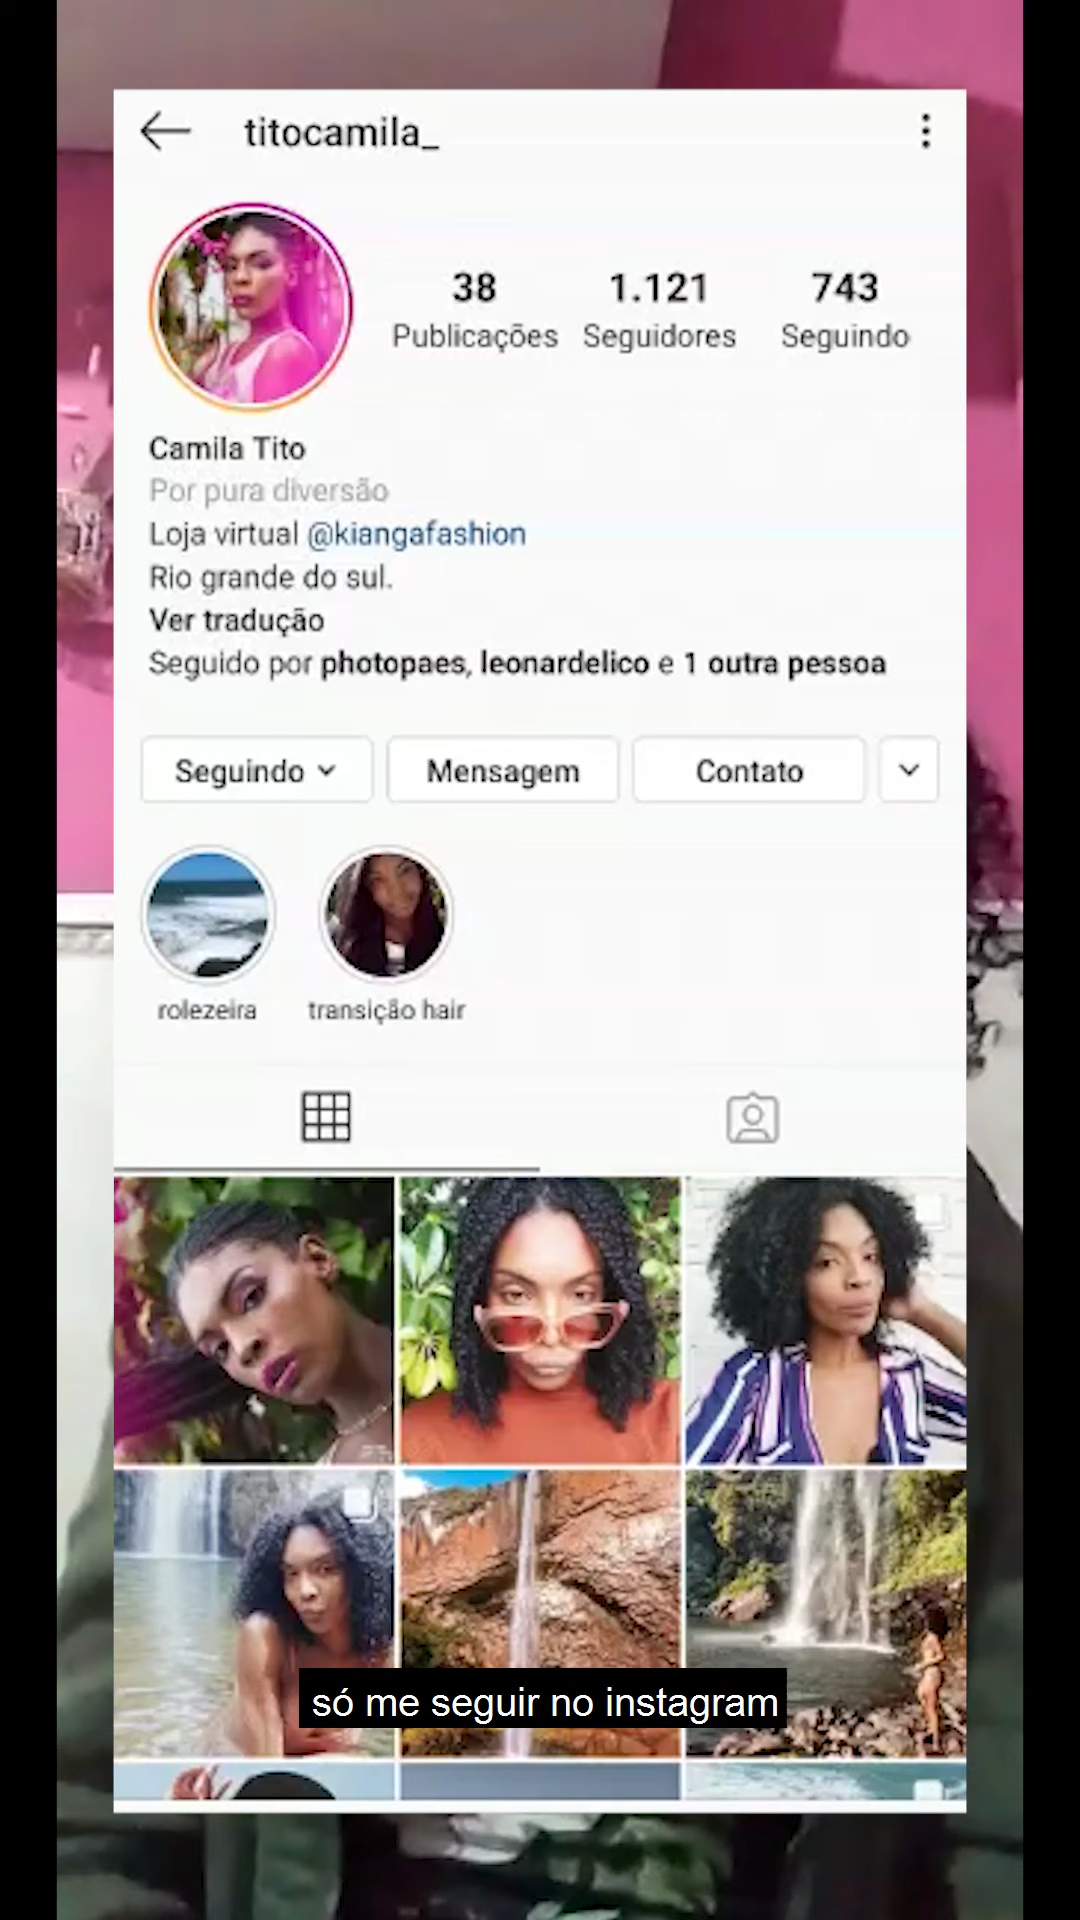 titocamila_
38 1.121 743
Publicações Seguidores Seguindo
Camila Tito
Por pura diversão
Loja virtual @kiangafashion
Rio grande do sul.
Ver tradução
Seguido por photopaes, leonardelico e 1 outra pessoa
Seguindo Mensagem Contato
rolezeira transição hair
só me seguir no instagram